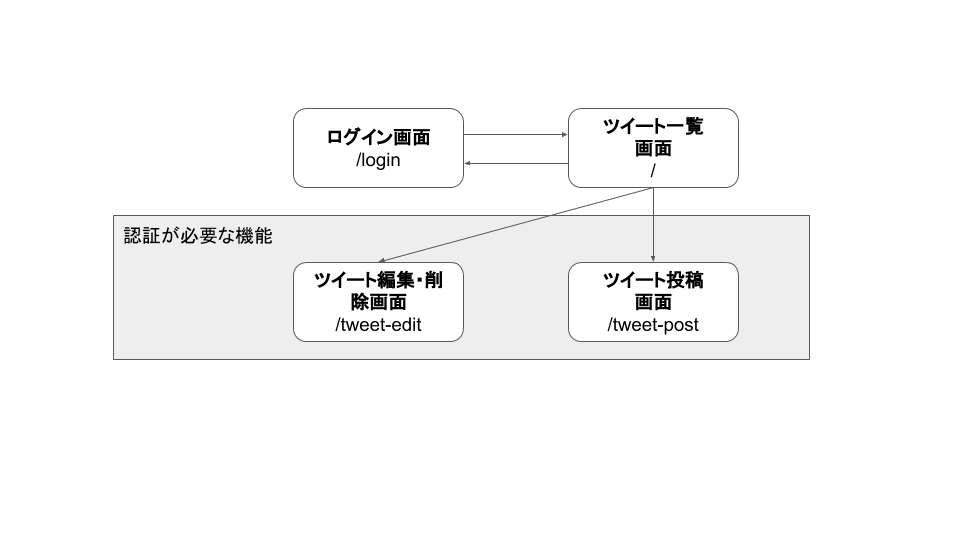 ログイン画面
/login
ツイート一覧
画面
/
認証が必要な機能
ツイート編集・削
除画面
/tweet-edit
ツイート投稿
画面
/tweet-post